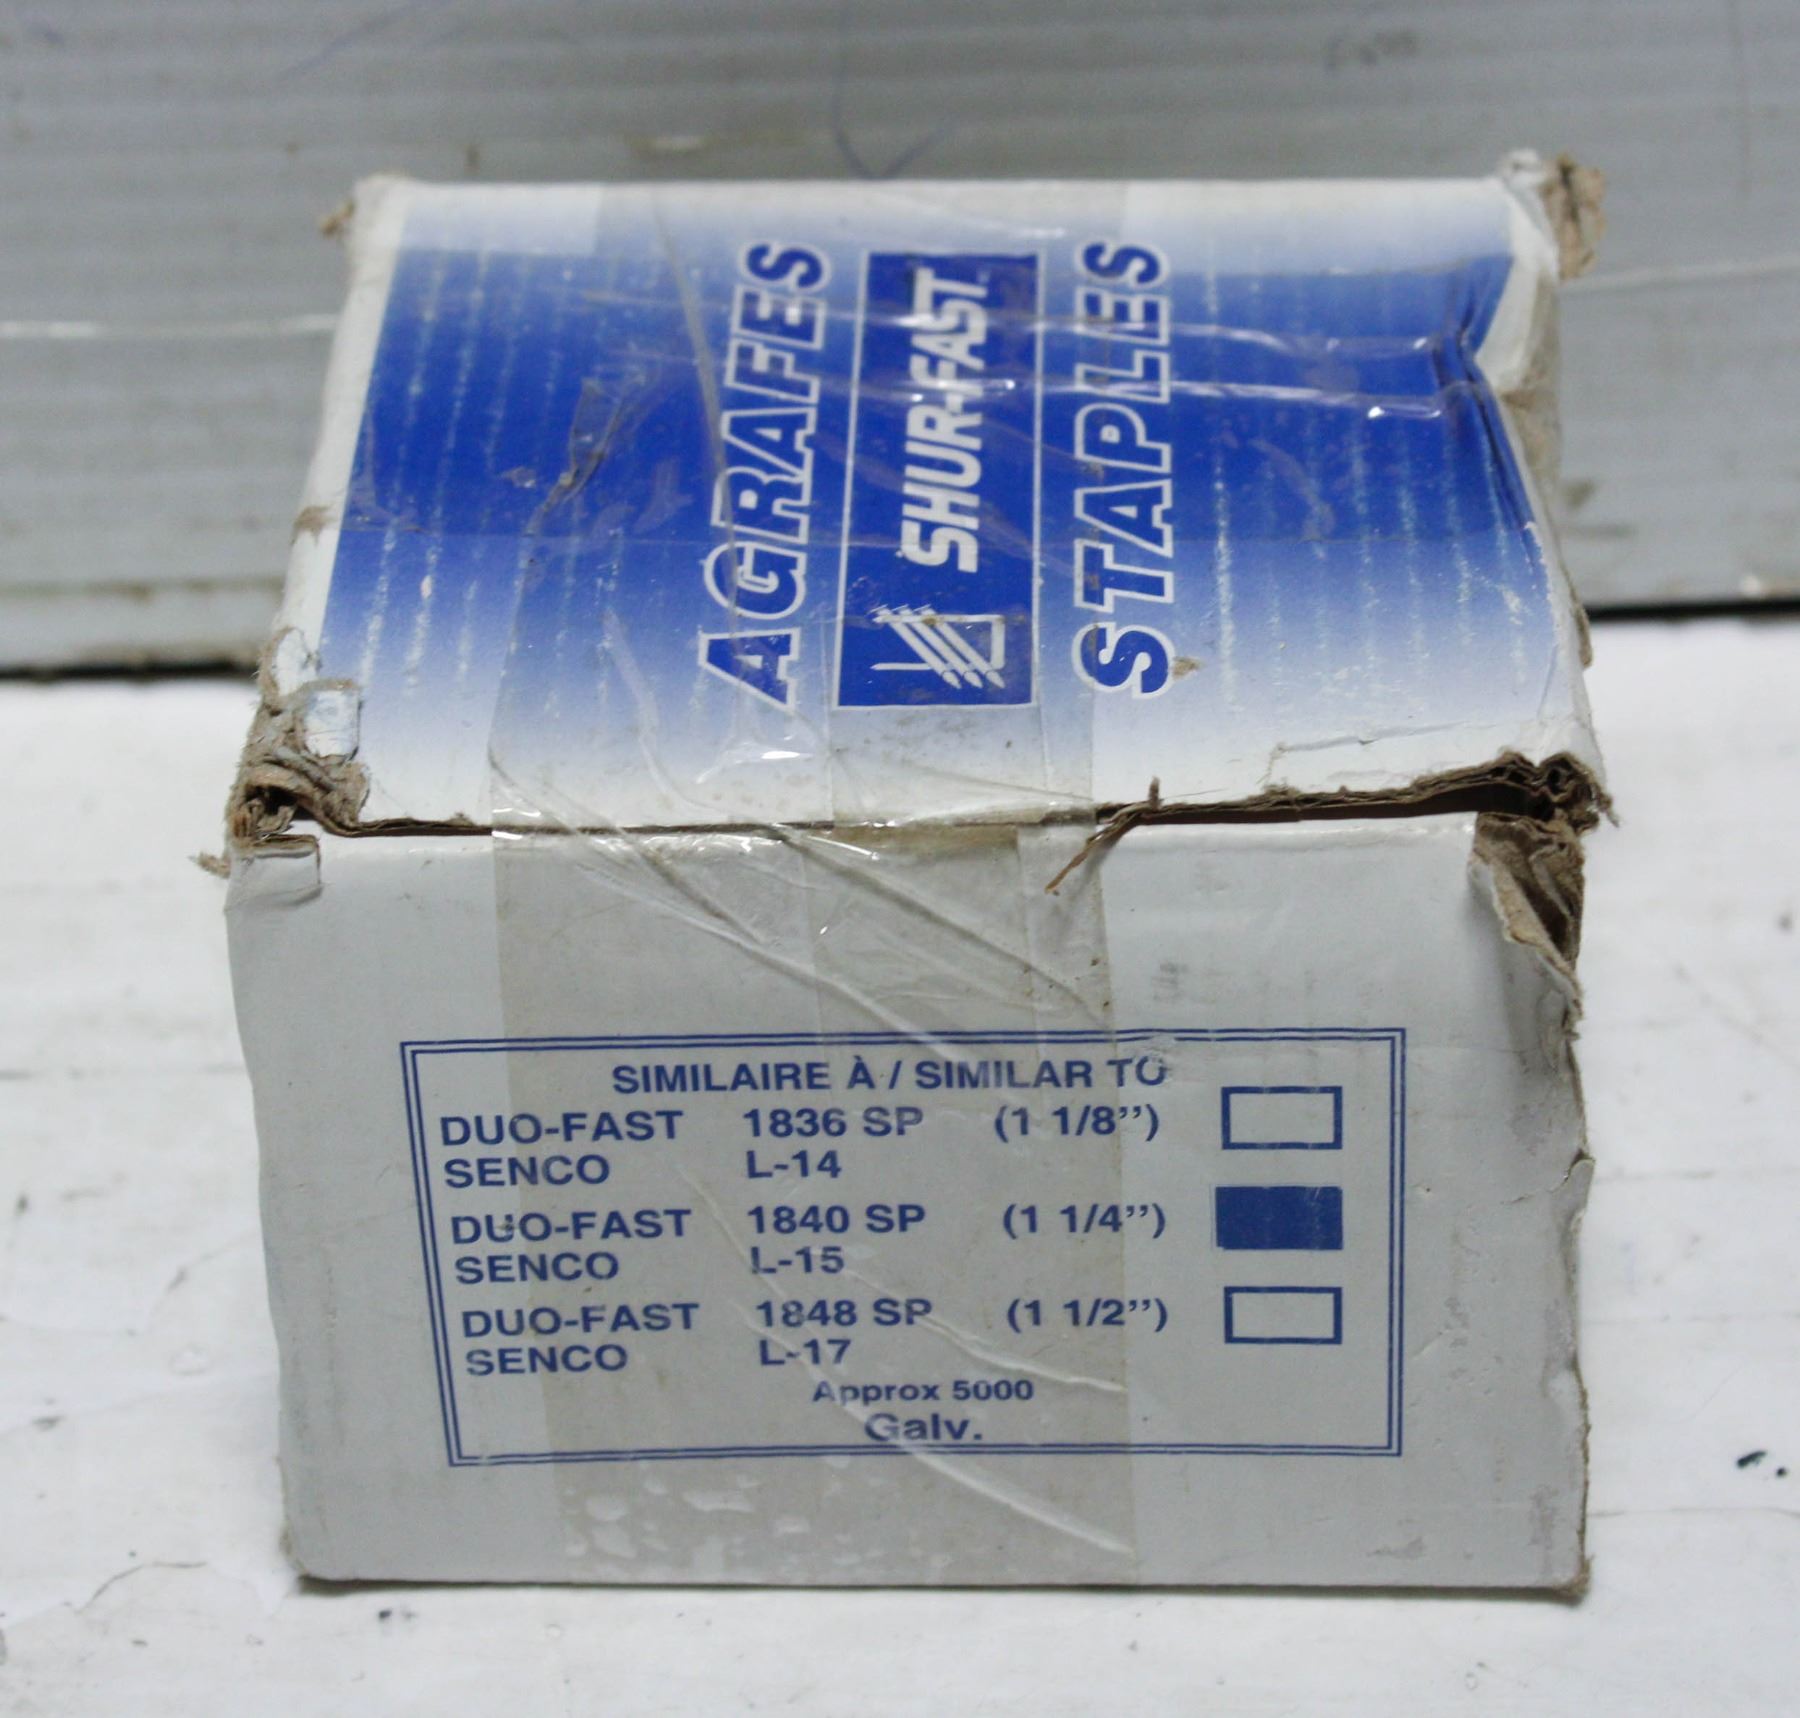 AGRAFES
SHUR-FAST
STAPLES
SIMILAIRE À / SIMILAR TO
DUO-FAST 1836 SP (1 1/8”)
SENCO L-14
DUO-FAST 1840 SP (1 1/4”)
SENCO L-15
DUO-FAST 1848 SP (1 1/2”)
SENCO L-17
Approx 5000
Galv.